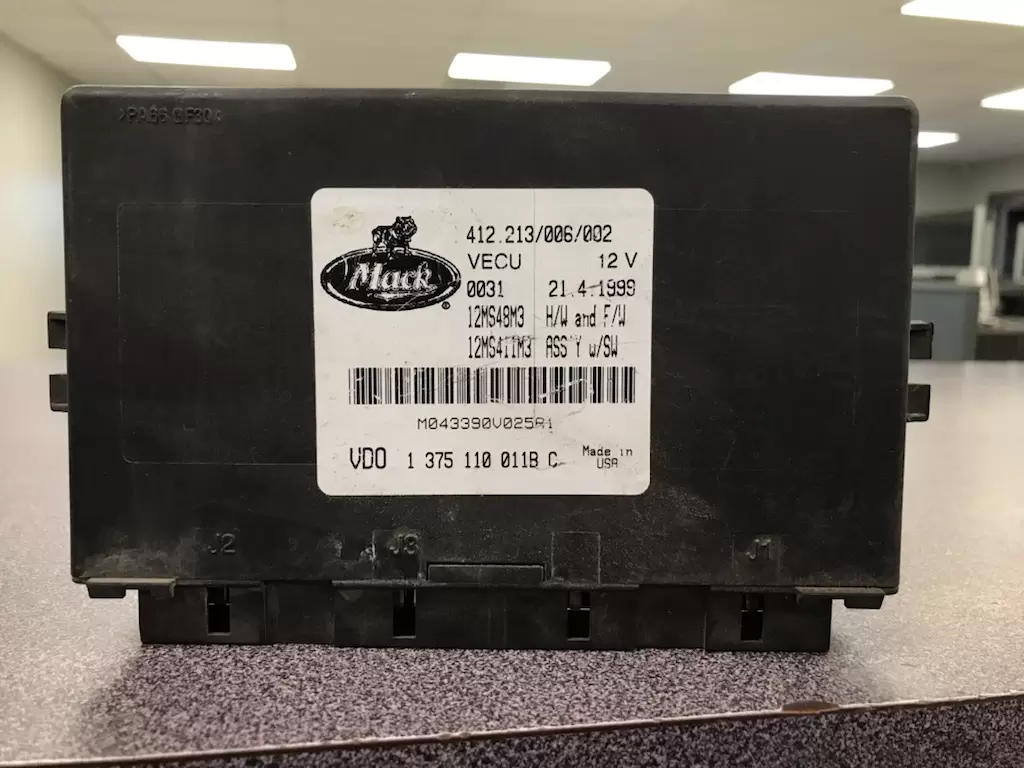 >PA66 GF30<
Mack
®
412.213/006/002
VECU 12 V
0031 21.4.1999
12MS48M3 H/W and F/W
12MS411M3 ASS'Y w/SW
M043390V025A1
VDO 1 375 110 011B C
Made in
USA
J2 J3 J1